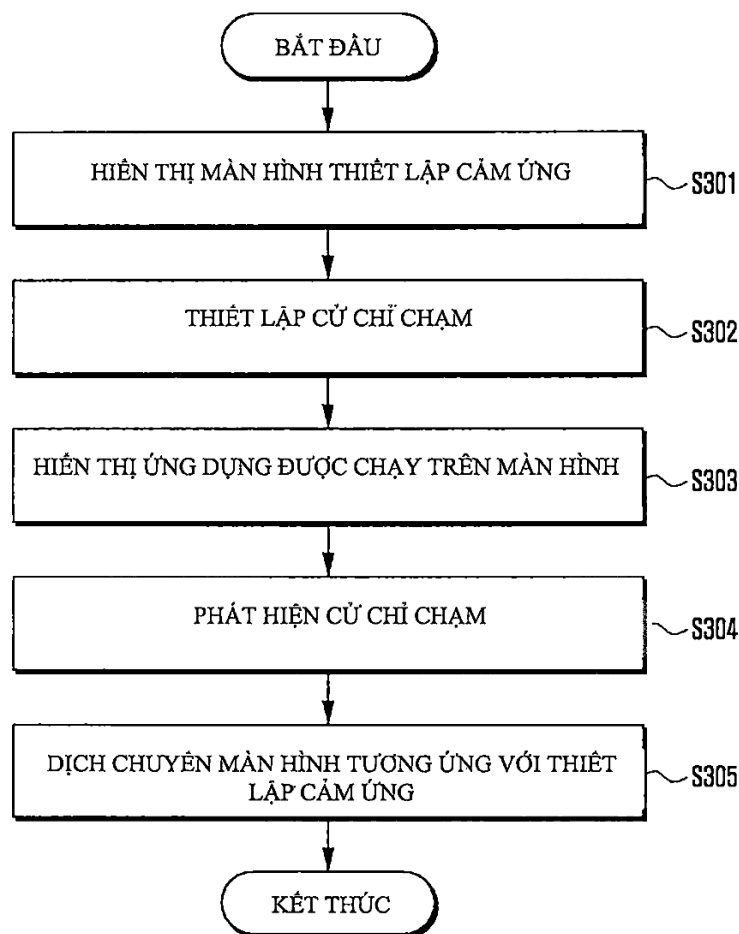 BẮT ĐẦU
HIỂN THỊ MÀN HÌNH THIẾT LẬP CẢM ỨNG
S301
THIẾT LẬP CỬ CHỈ CHẠM
S302
HIỂN THỊ ỨNG DỤNG ĐƯỢC CHẠY TRÊN MÀN HÌNH
S303
PHÁT HIỆN CỬ CHỈ CHẠM
S304
DỊCH CHUYỂN MÀN HÌNH TƯƠNG ỨNG VỚI THIẾT
LẬP CẢM ỨNG
S305
KẾT THÚC